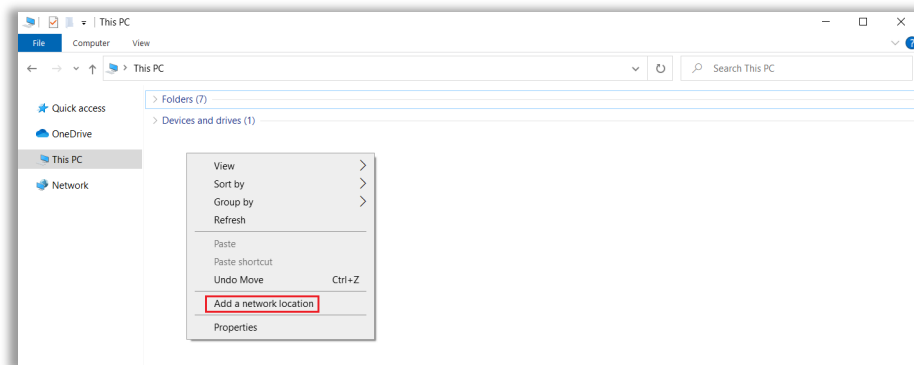 This PC
File Computer View
This PC
Search This PC
Quick access
OneDrive
This PC
Network
Folders (7)
Devices and drives (1)
View
Sort by
Group by
Refresh
Paste
Paste shortcut
Undo Move Ctrl+Z
Add a network location
Properties